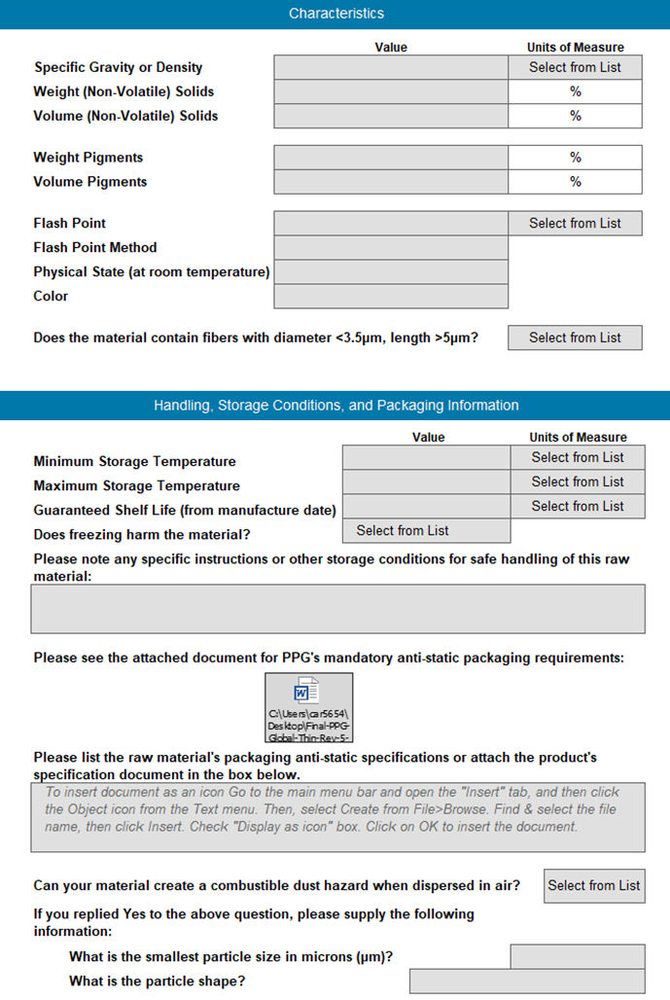 Characteristics
Value Units of Measure
Specific Gravity or Density Select from List
Weight (Non-Volatile) Solids %
Volume (Non-Volatile) Solids %
Weight Pigments %
Volume Pigments %
Flash Point Select from List
Flash Point Method
Physical State (at room temperature)
Color
Does the material contain fibers with diameter <3.5µm, length >5µm? Select from List
Handling, Storage Conditions, and Packaging Information
Value Units of Measure
Minimum Storage Temperature Select from List
Maximum Storage Temperature Select from List
Guaranteed Shelf Life (from manufacture date) Select from List
Does freezing harm the material? Select from List
Please note any specific instructions or other storage conditions for safe handling of this raw
material:
Please see the attached document for PPG's mandatory anti-static packaging requirements:
W
C:\Users\car5654\
Desktop\Final-PPG-
Global-Thin-Rev-5-
Please list the raw material's packaging anti-static specifications or attach the product's
specification document in the box below.
To insert document as an icon Go to the main menu bar and open the "Insert" tab, and then click
the Object icon from the Text menu. Then, select Create from File>Browse. Find & select the file
name, then click Insert. Check "Display as icon" box. Click on OK to insert the document.
Can your material create a combustible dust hazard when dispersed in air? Select from List
If you replied Yes to the above question, please supply the following
information:
What is the smallest particle size in microns (µm)?
What is the particle shape?